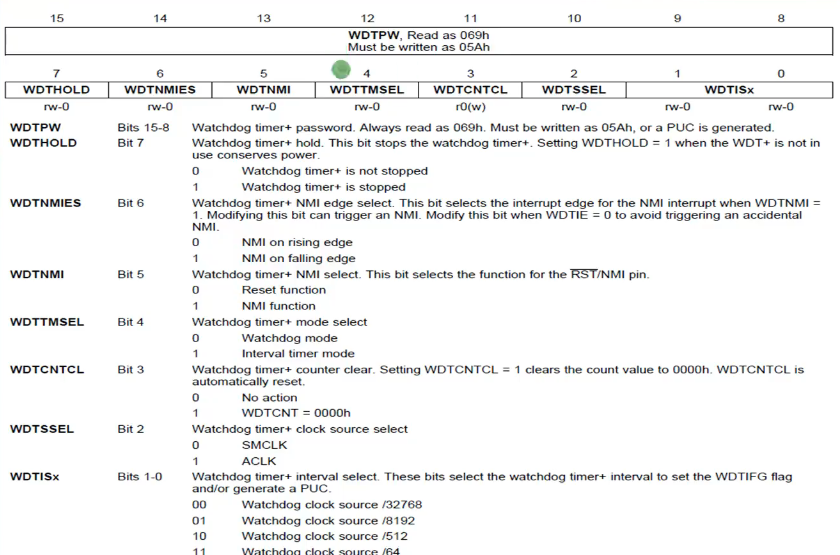 15 14 13 12 11 10 9 8
WDTPW, Read as 069h
Must be written as 05Ah
7 6 5 4 3 2 1 0
WDTHOLD WDTNMIES WDTNMI WDTTMSEL WDTCNTCL WDTSSEL WDTISx
rw-0 rw-0 rw-0 rw-0 r0(w) rw-0 rw-0 rw-0
WDTPW Bits 15-8 Watchdog timer+ password. Always read as 069h. Must be written as 05Ah, or a PUC is generated.
WDTHOLD Bit 7 Watchdog timer+ hold. This bit stops the watchdog timer+. Setting WDTHOLD = 1 when the WDT+ is not in
use conserves power.
0 Watchdog timer+ is not stopped
1 Watchdog timer+ is stopped
WDTNMIES Bit 6 Watchdog timer+ NMI edge select. This bit selects the interrupt edge for the NMI interrupt when WDTNMI =
1. Modifying this bit can trigger an NMI. Modify this bit when WDTIE = 0 to avoid triggering an accidental
NMI.
0 NMI on rising edge
1 NMI on falling edge
WDTNMI Bit 5 Watchdog timer+ NMI select. This bit selects the function for the RST/NMI pin.
0 Reset function
1 NMI function
WDTTMSEL Bit 4 Watchdog timer+ mode select
0 Watchdog mode
1 Interval timer mode
WDTCNTCL Bit 3 Watchdog timer+ counter clear. Setting WDTCNTCL = 1 clears the count value to 0000h. WDTCNTCL is
automatically reset.
0 No action
1 WDTCNT = 0000h
WDTSSEL Bit 2 Watchdog timer+ clock source select
0 SMCLK
1 ACLK
WDTISx Bits 1-0 Watchdog timer+ interval select. These bits select the watchdog timer+ interval to set the WDTIFG flag
and/or generate a PUC.
00 Watchdog clock source /32768
01 Watchdog clock source /8192
10 Watchdog clock source /512
11 Watchdog clock source /64